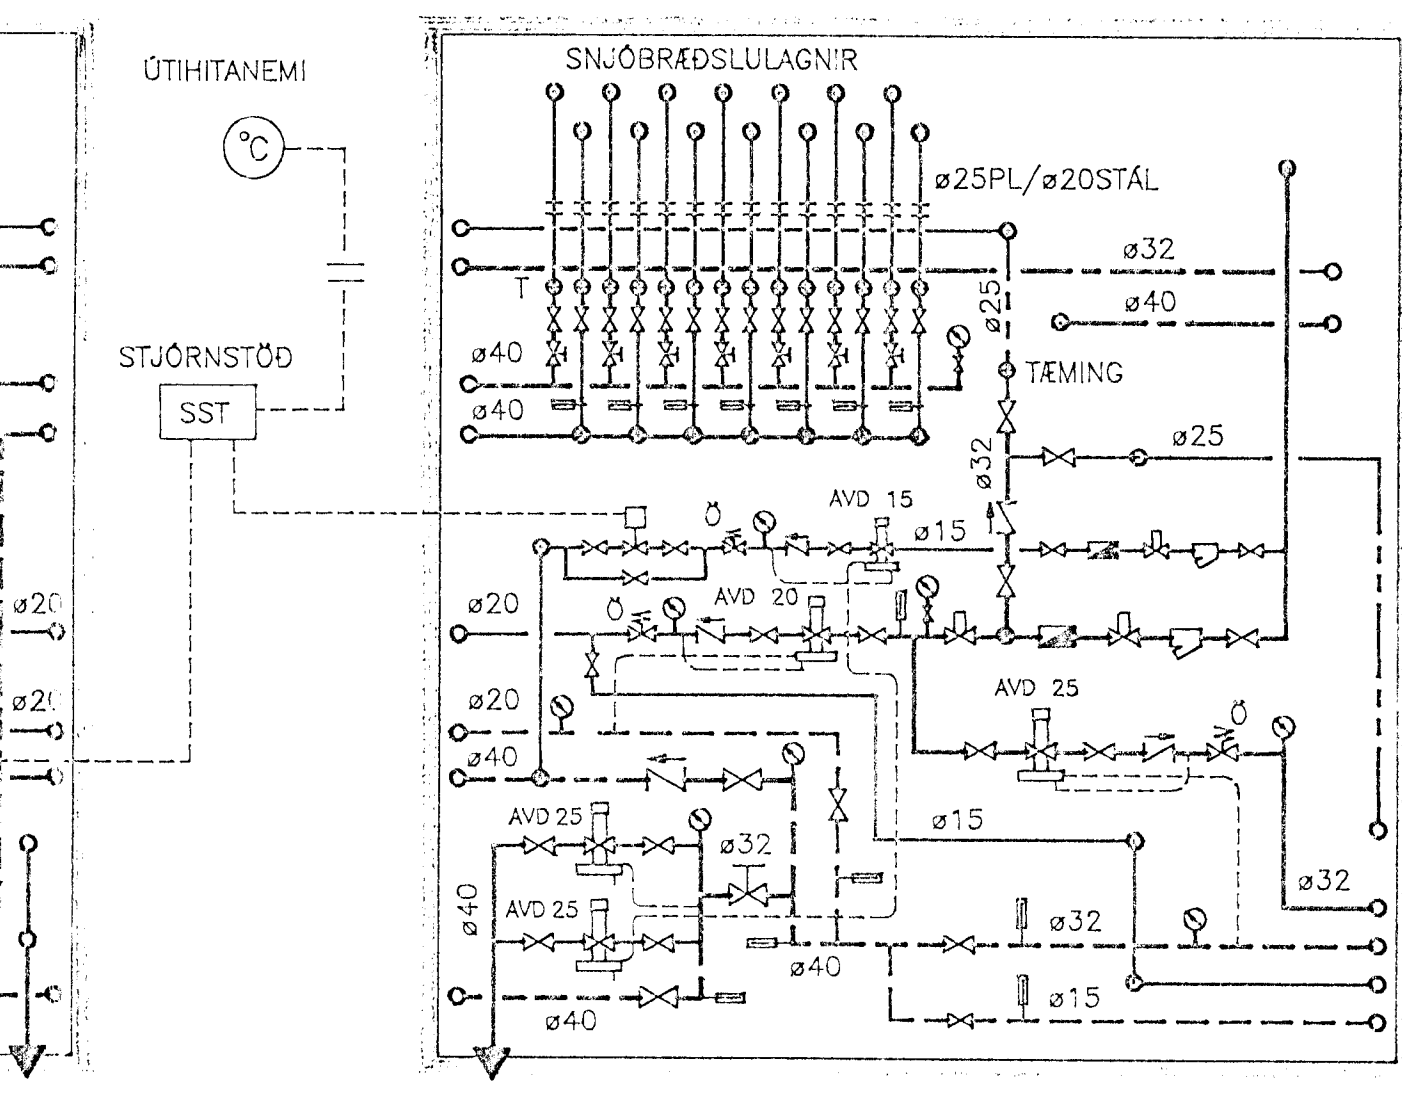 SNJÓBRÆÐSLULAGNIR
ÚTIHITANEMI
°C
ø25PL/ø20STÁL
ø32
T
ø25
ø40
STJÓRNSTÖÐ
ø40
TÆMING
SST
ø40
ø25
ø32
AVD 15
Ö
ø15
AVD 20
ø20
ø20
Ö
AVD 25
ø20
ø20
Ö
ø40
AVD 25
ø15
ø32
ø32
AVD 25
ø40
ø32
ø40
ø15
ø40